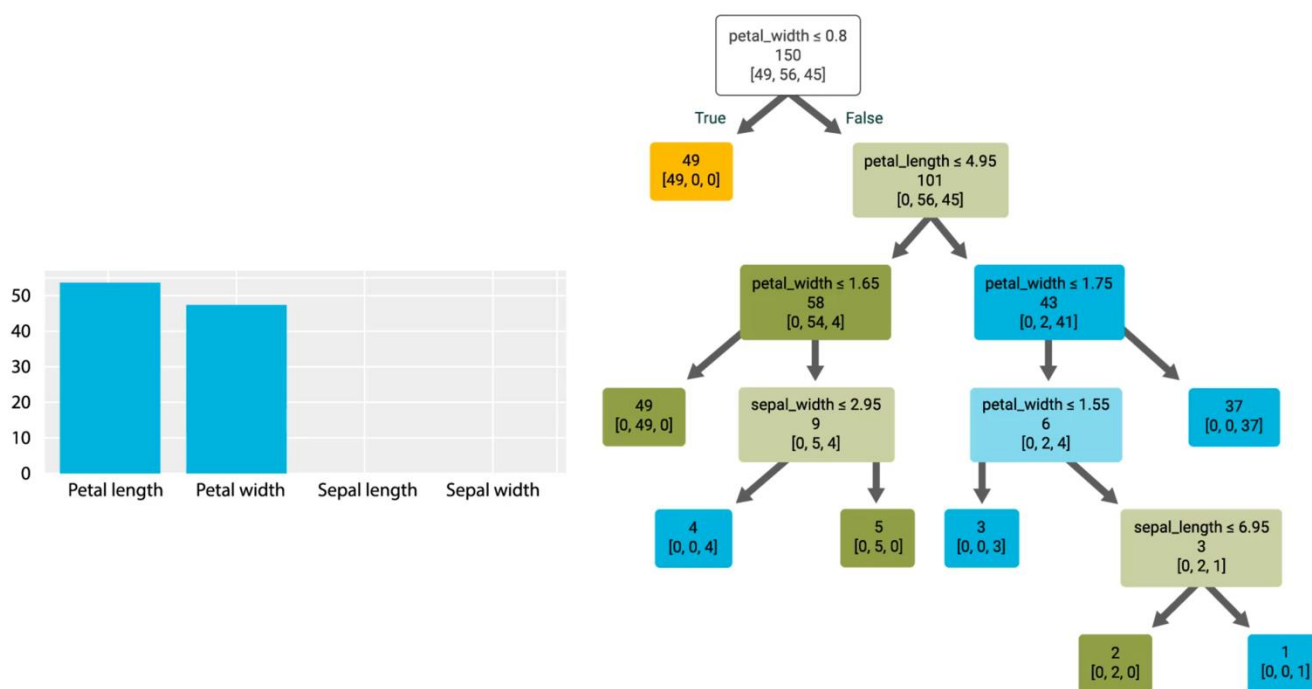 50
40
30
20
10
0
Petal length Petal width Sepal length Sepal width
petal_width ≤ 0.8
150
[49, 56, 45]
True False
49
[49, 0, 0]
petal_length ≤ 4.95
101
[0, 56, 45]
petal_width ≤ 1.65
58
[0, 54, 4]
petal_width ≤ 1.75
43
[0, 2, 41]
49
[0, 49, 0]
sepal_width ≤ 2.95
9
[0, 5, 4]
petal_width ≤ 1.55
6
[0, 2, 4]
37
[0, 0, 37]
4
[0, 0, 4]
5
[0, 5, 0]
3
[0, 0, 3]
sepal_length ≤ 6.95
3
[0, 2, 1]
2
[0, 2, 0]
1
[0, 0, 1]